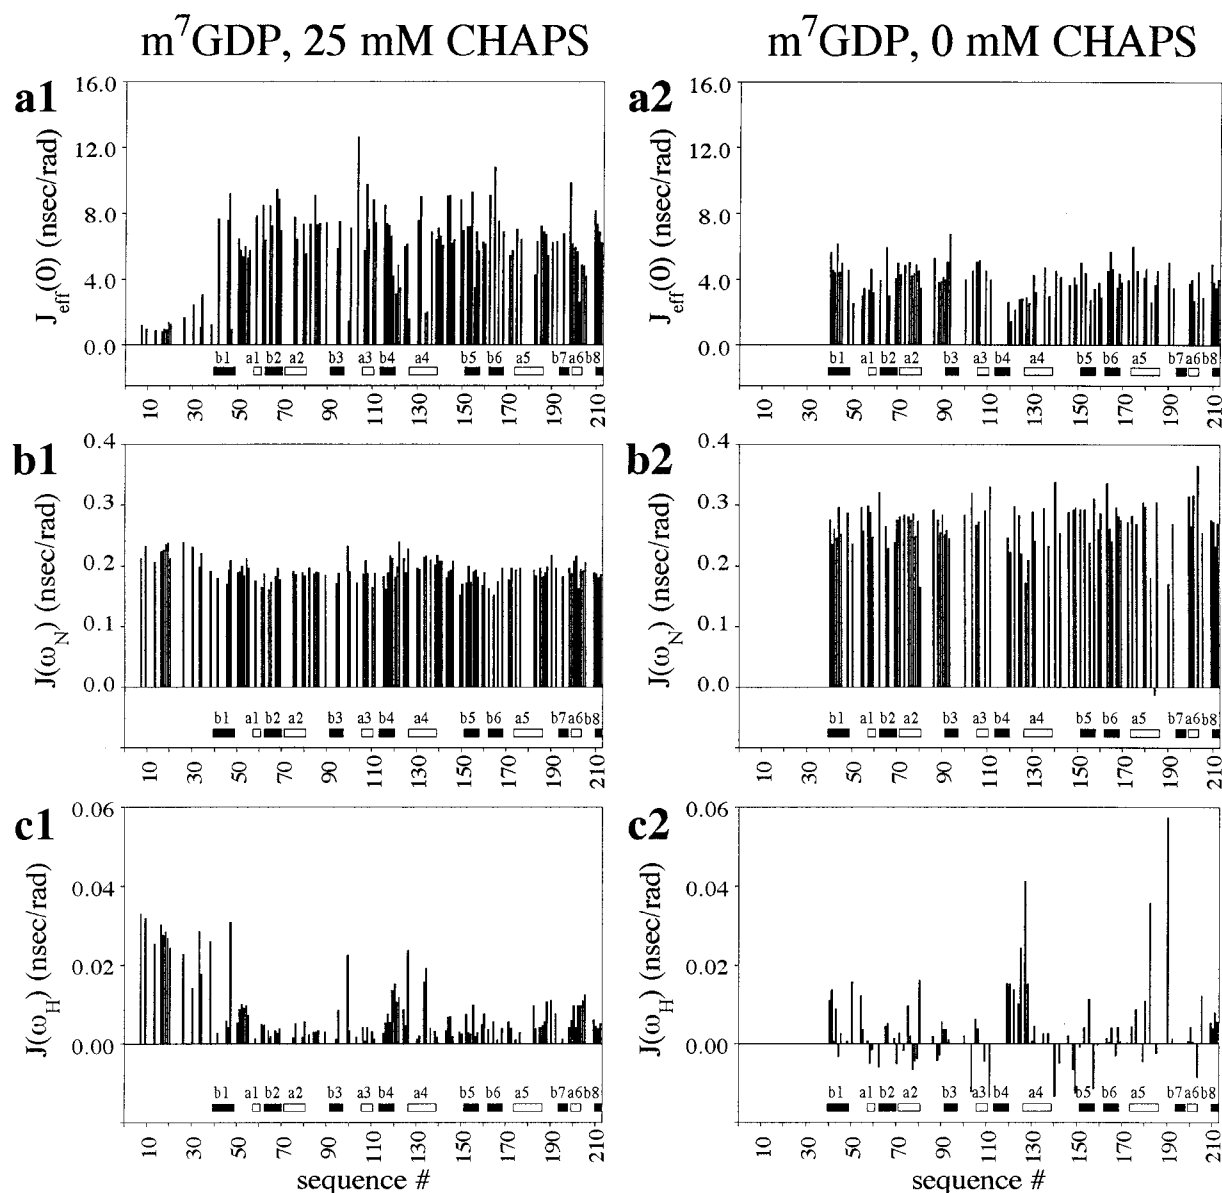 m⁷GDP, 25 mM CHAPS
m⁷GDP, 0 mM CHAPS
a1
J_eff(0) (nsec/rad)
16.0
12.0
8.0
4.0
0.0
b1 a1 b2 a2 b3 a3 b4 a4 b5 b6 a5 b7 a6 b8
10 30 50 70 90 110 130 150 170 190 210
a2
J_eff(0) (nsec/rad)
16.0
12.0
8.0
4.0
0.0
b1 a1 b2 a2 b3 a3 b4 a4 b5 b6 a5 b7 a6 b8
10 30 50 70 90 110 130 150 170 190 210
b1
J(ω_N) (nsec/rad)
0.4
0.3
0.2
0.1
0.0
b1 a1 b2 a2 b3 a3 b4 a4 b5 b6 a5 b7 a6 b8
10 30 50 70 90 110 130 150 170 190 210
b2
J(ω_N) (nsec/rad)
0.4
0.3
0.2
0.1
0.0
b1 a1 b2 a2 b3 a3 b4 a4 b5 b6 a5 b7 a6 b8
10 30 50 70 90 110 130 150 170 190 210
c1
J(ω_H) (nsec/rad)
0.06
0.04
0.02
0.00
b1 a1 b2 a2 b3 a3 b4 a4 b5 b6 a5 b7 a6 b8
10 30 50 70 90 110 130 150 170 190 210
sequence #
c2
J(ω_H) (nsec/rad)
0.06
0.04
0.02
0.00
b1 a1 b2 a2 b3 a3 b4 a4 b5 b6 a5 b7 a6 b8
10 30 50 70 90 110 130 150 170 190 210
sequence #